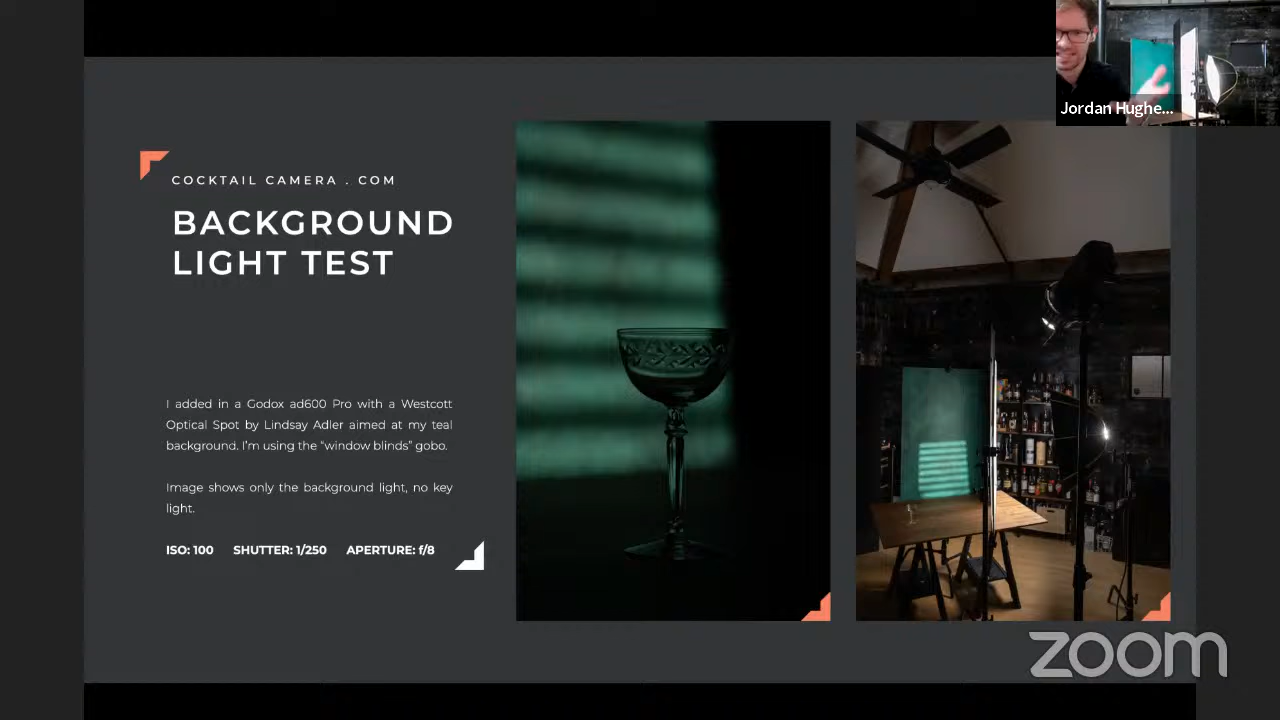 Jordan Hughe...
COCKTAIL CAMERA . COM
BACKGROUND
LIGHT TEST
I added in a Godox ad600 Pro with a Westcott
Optical Spot by Lindsay Adler aimed at my teal
background. I'm using the “window blinds” gobo.
Image shows only the background light, no key
light.
ISO: 100 SHUTTER: 1/250 APERTURE: f/8
zoom